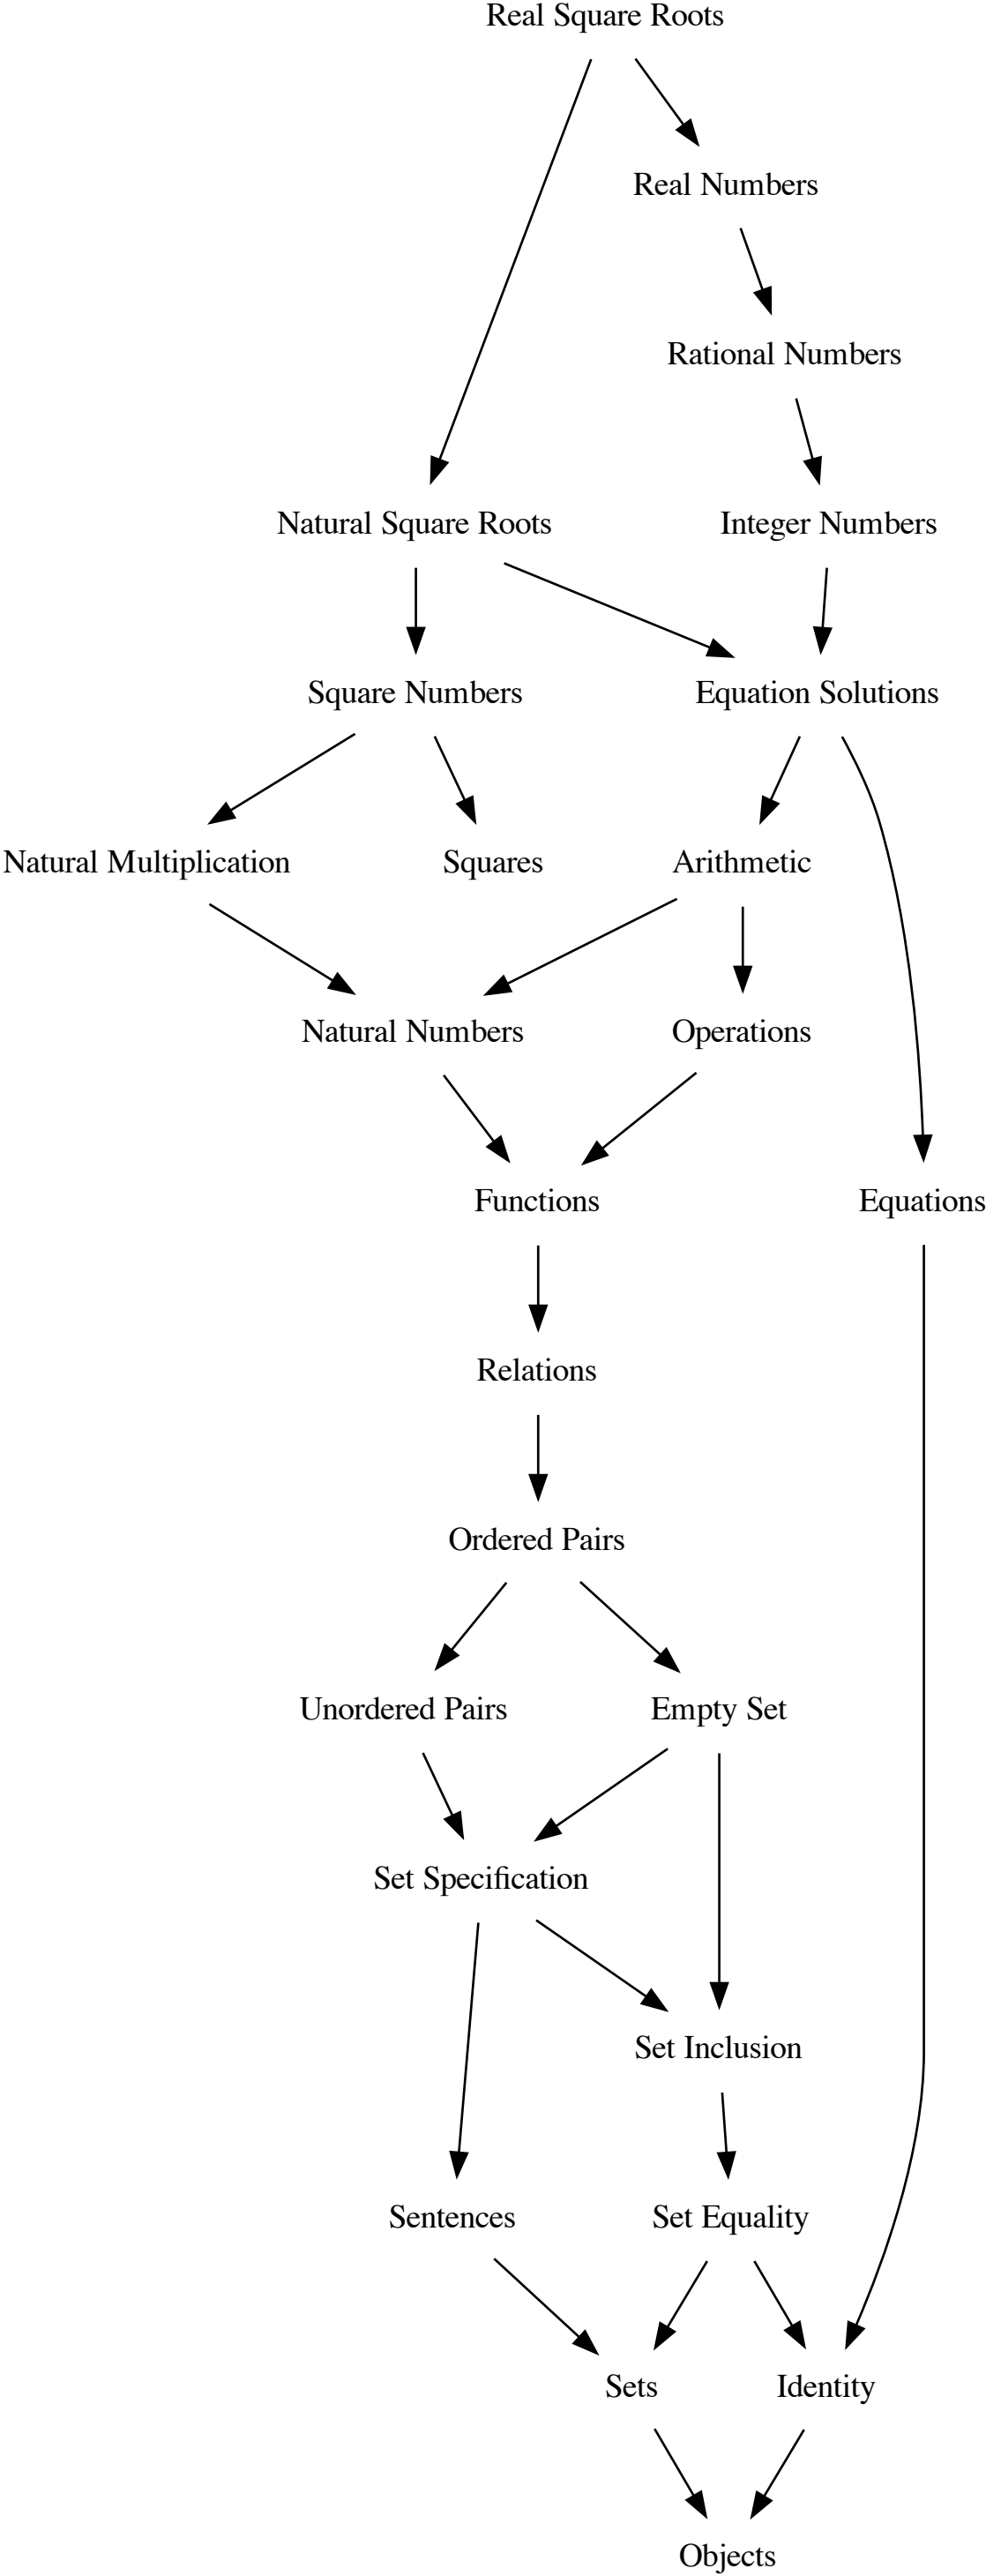 Real Square Roots
Real Numbers
Rational Numbers
Natural Square Roots
Integer Numbers
Square Numbers
Equation Solutions
Natural Multiplication
Squares
Arithmetic
Natural Numbers
Operations
Functions
Equations
Relations
Ordered Pairs
Unordered Pairs
Empty Set
Set Specification
Set Inclusion
Sentences
Set Equality
Sets
Identity
Objects